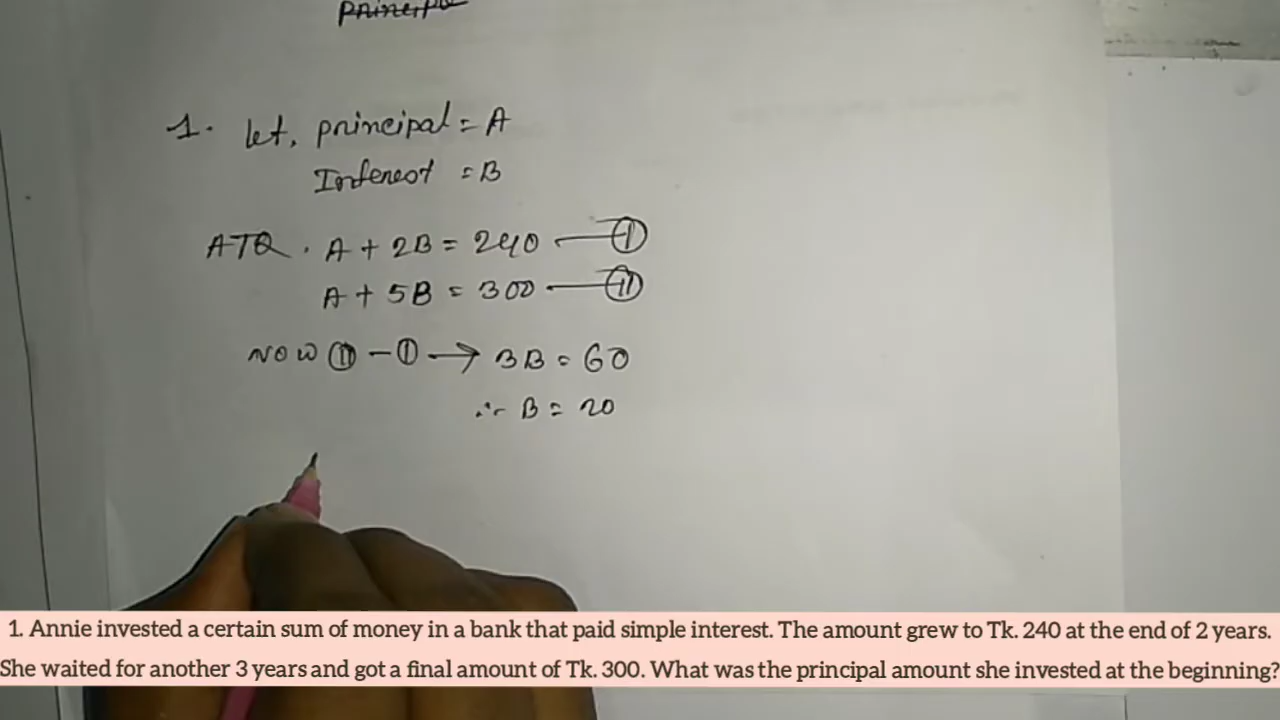 Principa
1. Let, principal = A
Interest = B
ATQ. A + 2B = 240 — I
A + 5B = 300 — II
NOW II - I → 3B = 60
∴ B = 20
1. Annie invested a certain sum of money in a bank that paid simple interest. The amount grew to Tk. 240 at the end of 2 years.
She waited for another 3 years and got a final amount of Tk. 300. What was the principal amount she invested at the beginning?